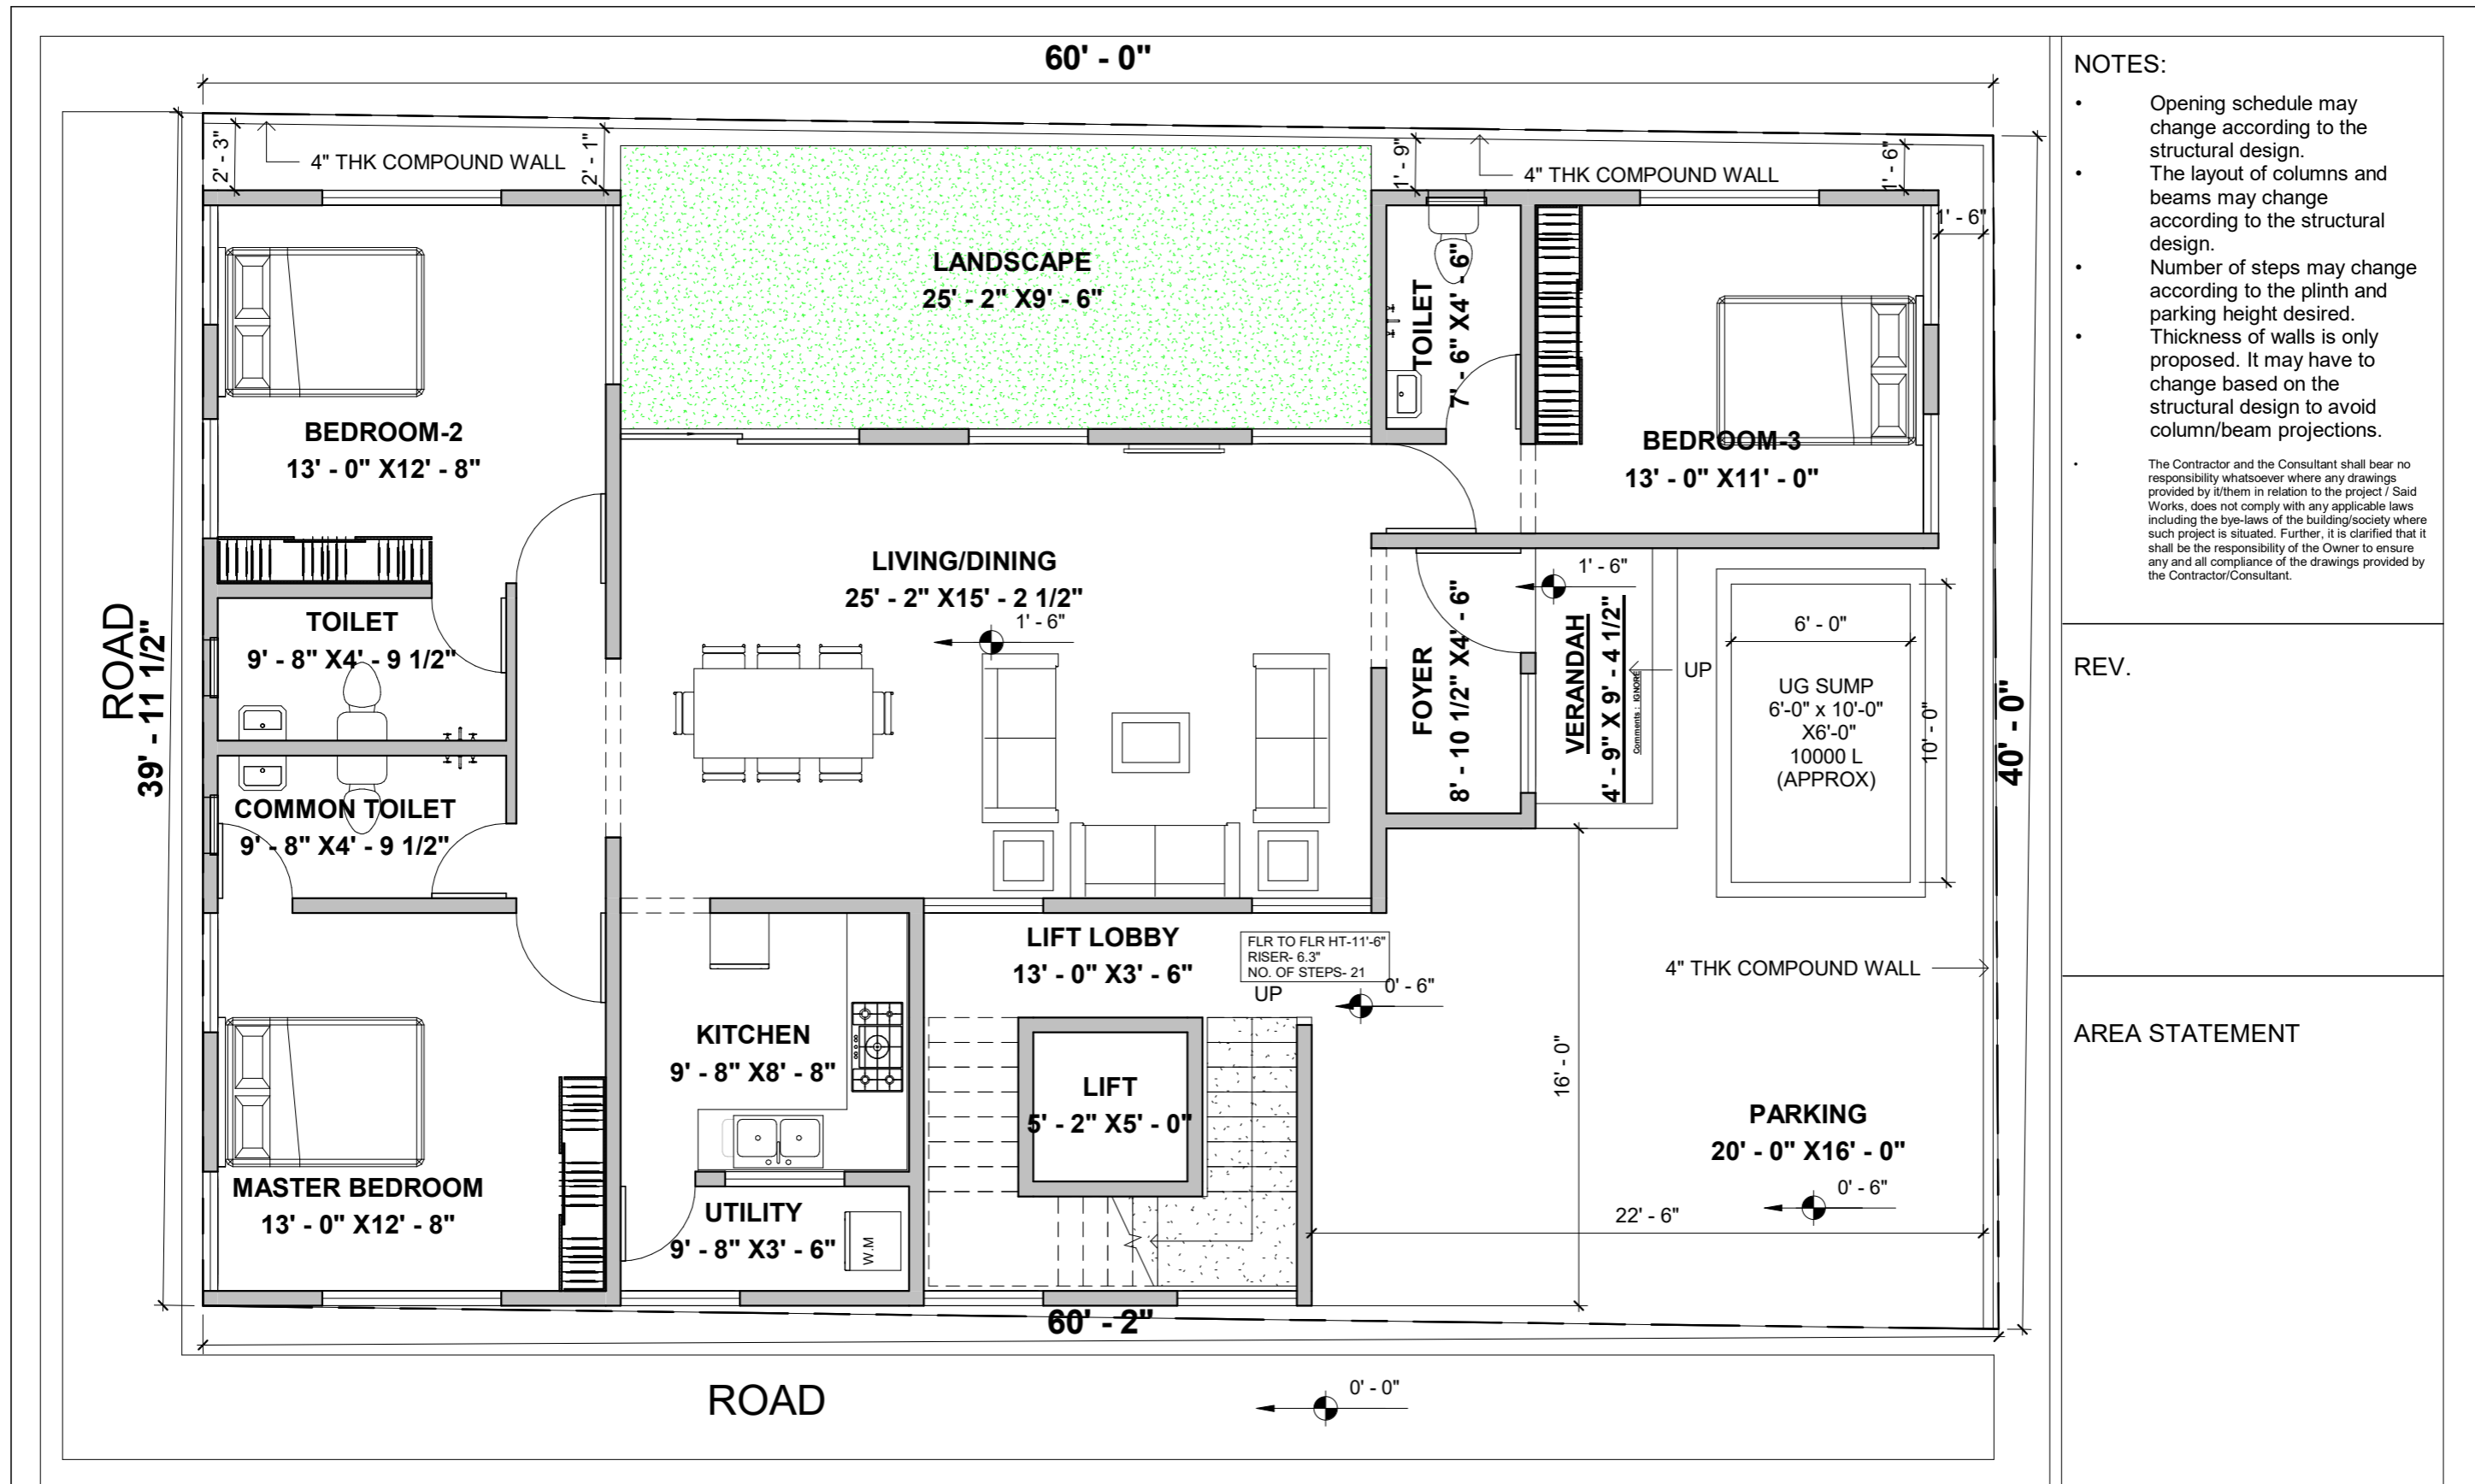 60' - 0"
2' - 3"
4" THK COMPOUND WALL
2' - 1"
1' - 9"
4" THK COMPOUND WALL
1' - 6"
1' - 6"
LANDSCAPE
25' - 2" X9' - 6"
TOILET
7' - 6" X4' - 6"
BEDROOM-2
13' - 0" X12' - 8"
BEDROOM-3
13' - 0" X11' - 0"
LIVING/DINING
25' - 2" X15' - 2 1/2"
1' - 6"
1' - 6"
ROAD
39' - 11 1/2"
TOILET
9' - 8" X4' - 9 1/2"
FOYER
8' - 10 1/2" X4' - 6"
VERANDAH
4' - 9" X 9' - 4 1/2"
Comments : IGNORE
UP
6' - 0"
UG SUMP
6'-0" x 10'-0"
X6'-0"
10000 L
(APPROX)
10' - 0"
40' - 0"
COMMON TOILET
9' - 8" X4' - 9 1/2"
LIFT LOBBY
13' - 0" X3' - 6"
FLR TO FLR HT-11'-6"
RISER- 6.3"
NO. OF STEPS- 21
UP
0' - 6"
4" THK COMPOUND WALL
KITCHEN
9' - 8" X8' - 8"
LIFT
5' - 2" X5' - 0"
16' - 0"
PARKING
20' - 0" X16' - 0"
0' - 6"
22' - 6"
MASTER BEDROOM
13' - 0" X12' - 8"
UTILITY
9' - 8" X3' - 6"
W.M
60' - 2"
ROAD
0' - 0"
NOTES:
• Opening schedule may
change according to the
structural design.
• The layout of columns and
beams may change
according to the structural
design.
• Number of steps may change
according to the plinth and
parking height desired.
• Thickness of walls is only
proposed. It may have to
change based on the
structural design to avoid
column/beam projections.
• The Contractor and the Consultant shall bear no
responsibility whatsoever where any drawings
provided by it/them in relation to the project / Said
Works, does not comply with any applicable laws
including the bye-laws of the building/society where
such project is situated. Further, it is clarified that it
shall be the responsibility of the Owner to ensure
any and all compliance of the drawings provided by
the Contractor/Consultant.
REV.
AREA STATEMENT